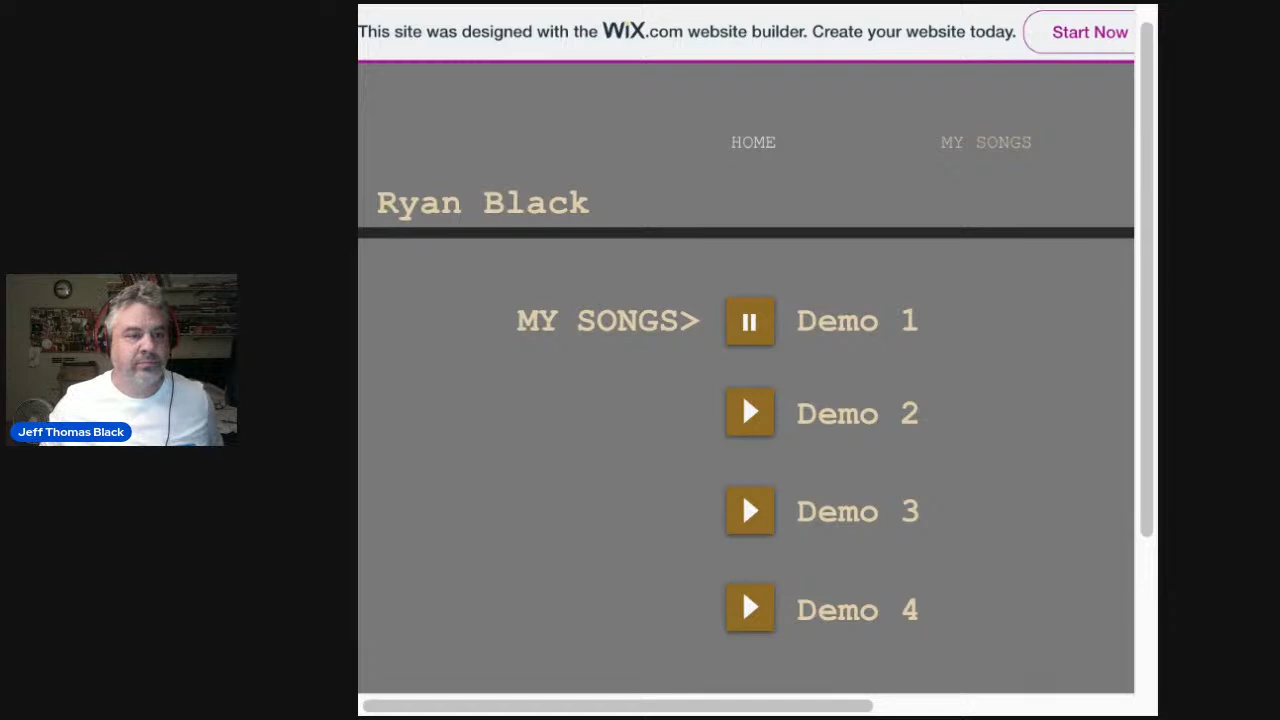 This site was designed with the WiX.com website builder. Create your website today.
Start Now
HOME
MY SONGS
Ryan Black
MY SONGS>
Demo 1
Demo 2
Demo 3
Demo 4
Jeff Thomas Black